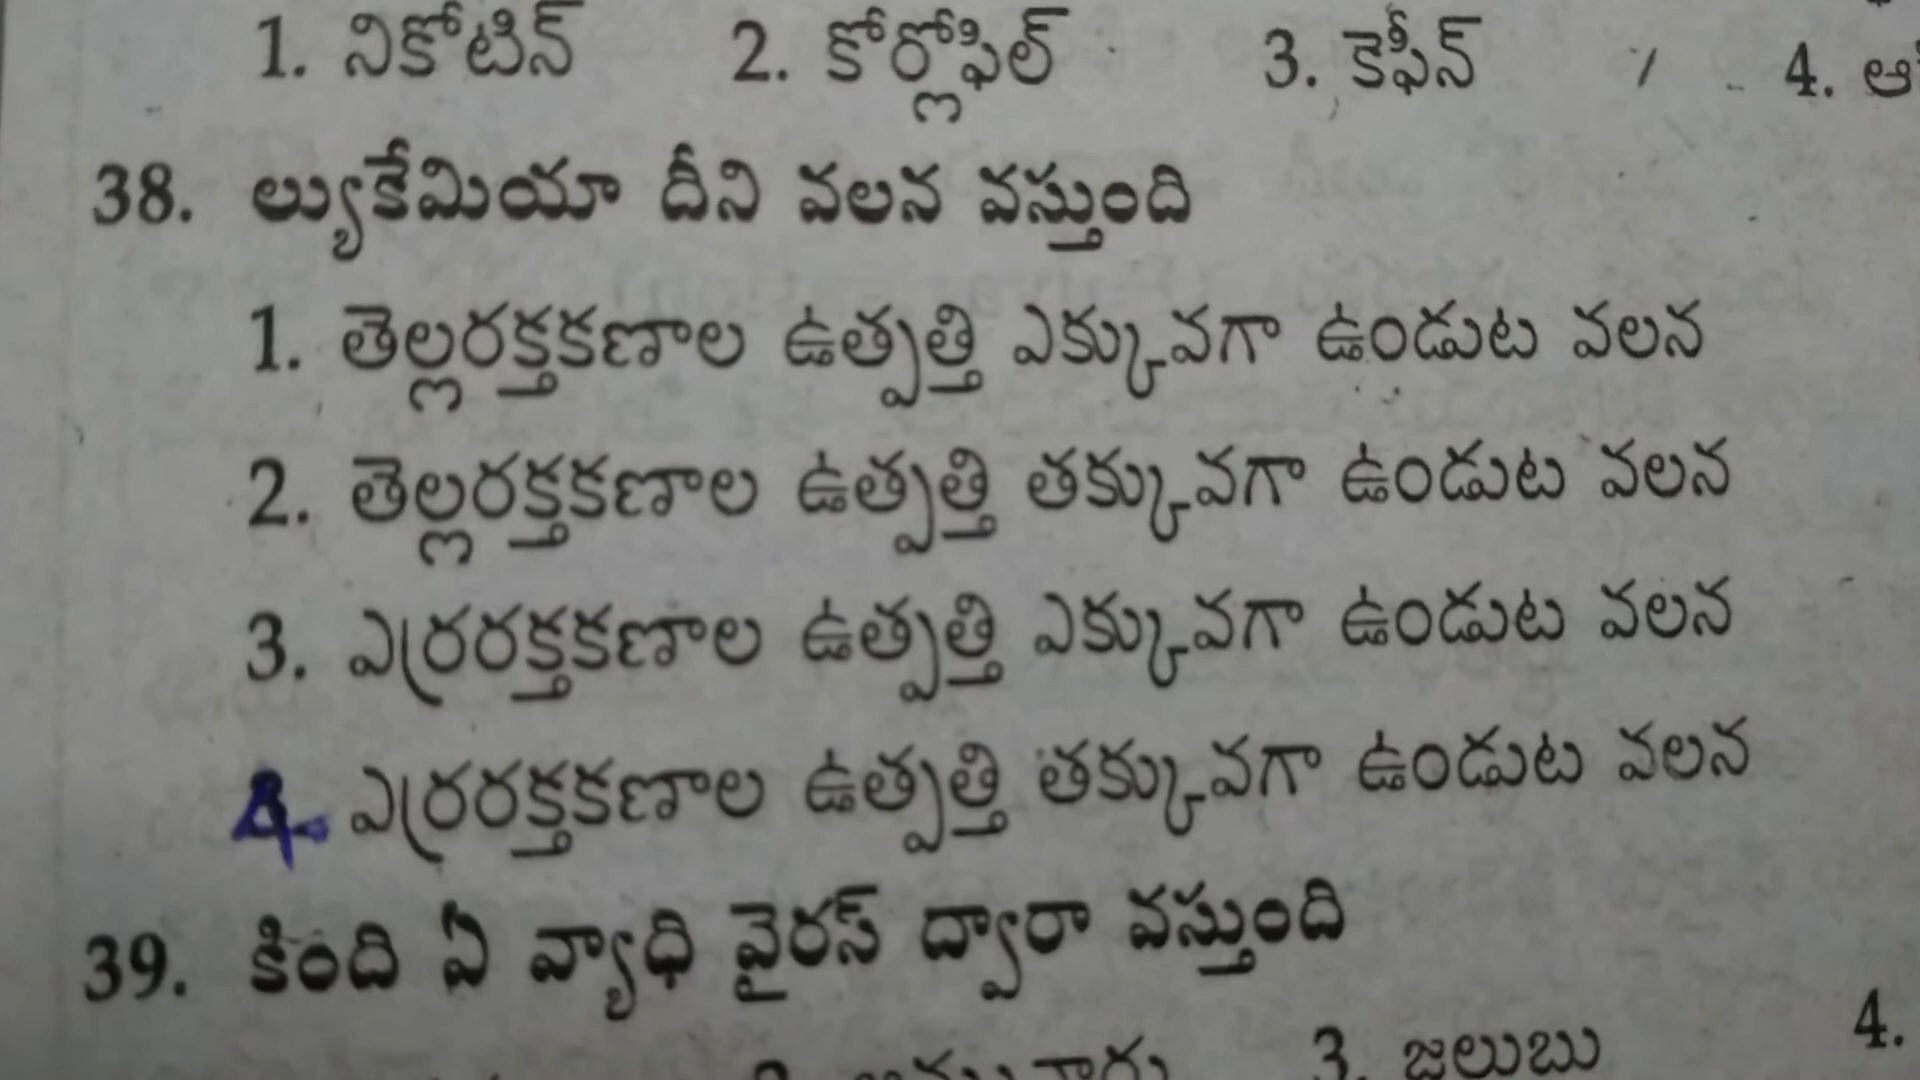 1. నికోటిన్ 2. కోర్లోఫిల్ 3. కెఫీన్ 4.
38. ల్యుకేమియా దీని వలన వస్తుంది
1. తెల్లరక్తకణాల ఉత్పత్తి ఎక్కువగా ఉండుట వలన
2. తెల్లరక్తకణాల ఉత్పత్తి తక్కువగా ఉండుట వలన
3. ఎర్రరక్తకణాల ఉత్పత్తి ఎక్కువగా ఉండుట వలన
4. ఎర్రరక్తకణాల ఉత్పత్తి తక్కువగా ఉండుట వలన
39. కింది ఏ వ్యాధి వైరస్ ద్వారా వస్తుంది
3. జలుబు 4.